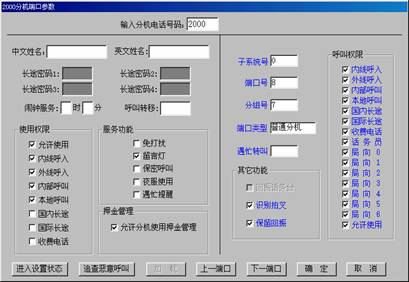 2000分机端口参数
输入分机电话号码: 2000
中文姓名:
英文姓名:
长途密码1:
长途密码2:
长途密码3:
长途密码4:
闹钟服务: 时 分
呼叫转移:
使用权限
允许使用
内线呼入
外线呼入
内部呼叫
本地呼叫
国内长途
国际长途
收费电话
服务功能
免打扰
留言灯
保密呼叫
夜服使用
遇忙提醒
押金管理
允许分机使用押金管理
子系统号 0
端口号 8
分组号 7
端口类型 普通分机
遇忙转叫
其它功能
回振话务台
识别拍叉
保留回振
呼叫权限
内线呼入
外线呼入
内部呼叫
本地呼叫
国内长途
国际长途
收费电话
话 务 员
局 向 0
局 向 1
局 向 2
局 向 3
局 向 4
局 向 5
局 向 6
允许使用
进入设置状态
追查恶意呼叫
加 载
上一端口
下一端口
确 定
取 消